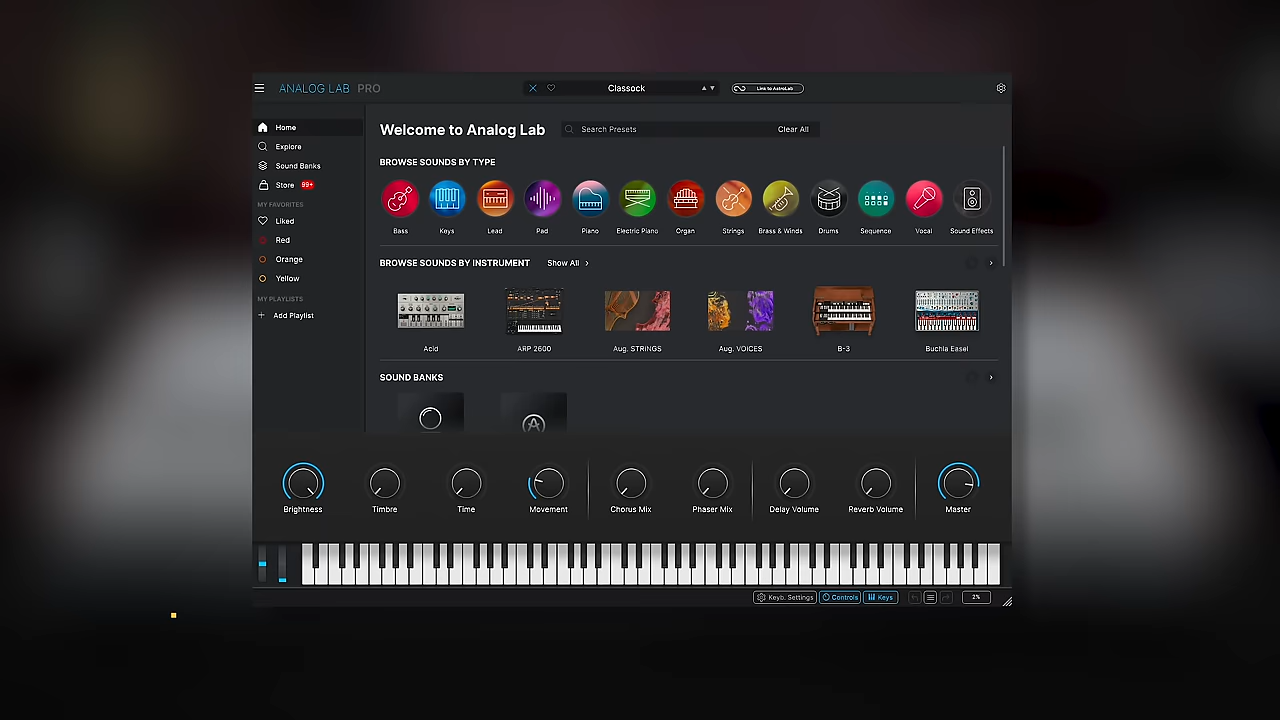 ANALOG LAB PRO
Classock
Link to AstroLab
Home
Explore
Sound Banks
Store 99+
MY FAVORITES
Liked
Red
Orange
Yellow
MY PLAYLISTS
Add Playlist
Welcome to Analog Lab
Search Presets
Clear All
BROWSE SOUNDS BY TYPE
Bass Keys Lead Pad Piano Electric Piano Organ Strings Brass & Winds Drums Sequence Vocal Sound Effects
BROWSE SOUNDS BY INSTRUMENT Show All
Acid ARP 2600 Aug. STRINGS Aug. VOICES B-3 Buchla Easel
SOUND BANKS
Brightness Timbre Time Movement Chorus Mix Phaser Mix Delay Volume Reverb Volume Master
Keyb. Settings Controls Keys 2%